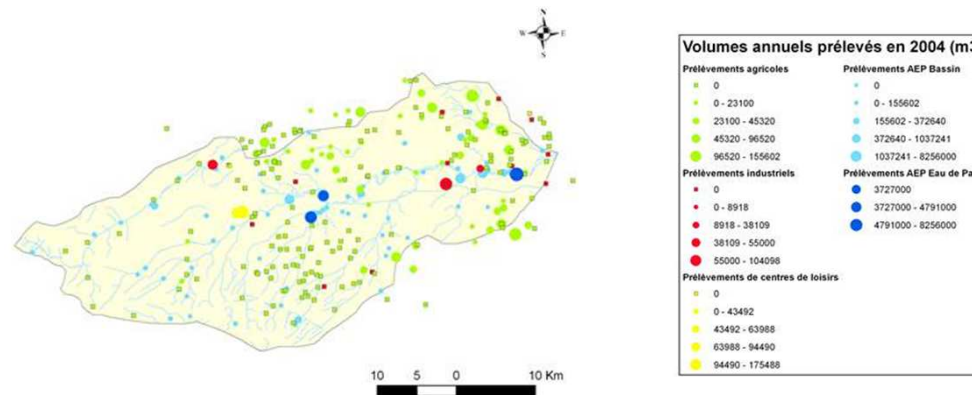 N
W E
S
Volumes annuels prélevés en 2004 (m3
Prélèvements agricoles
0
0 - 23100
23100 - 45320
45320 - 96520
96520 - 155602
Prélèvements industriels
0
0 - 8918
8918 - 38109
38109 - 55000
55000 - 104098
Prélèvements de centres de loisirs
0
0 - 43492
43492 - 63988
63988 - 94490
94490 - 175488
Prélèvements AEP Bassin
0
0 - 155602
155602 - 372640
372640 - 1037241
1037241 - 8256000
Prélèvements AEP Eau de Pa
3727000
3727000 - 4791000
4791000 - 8256000
10 5 0 10 Km